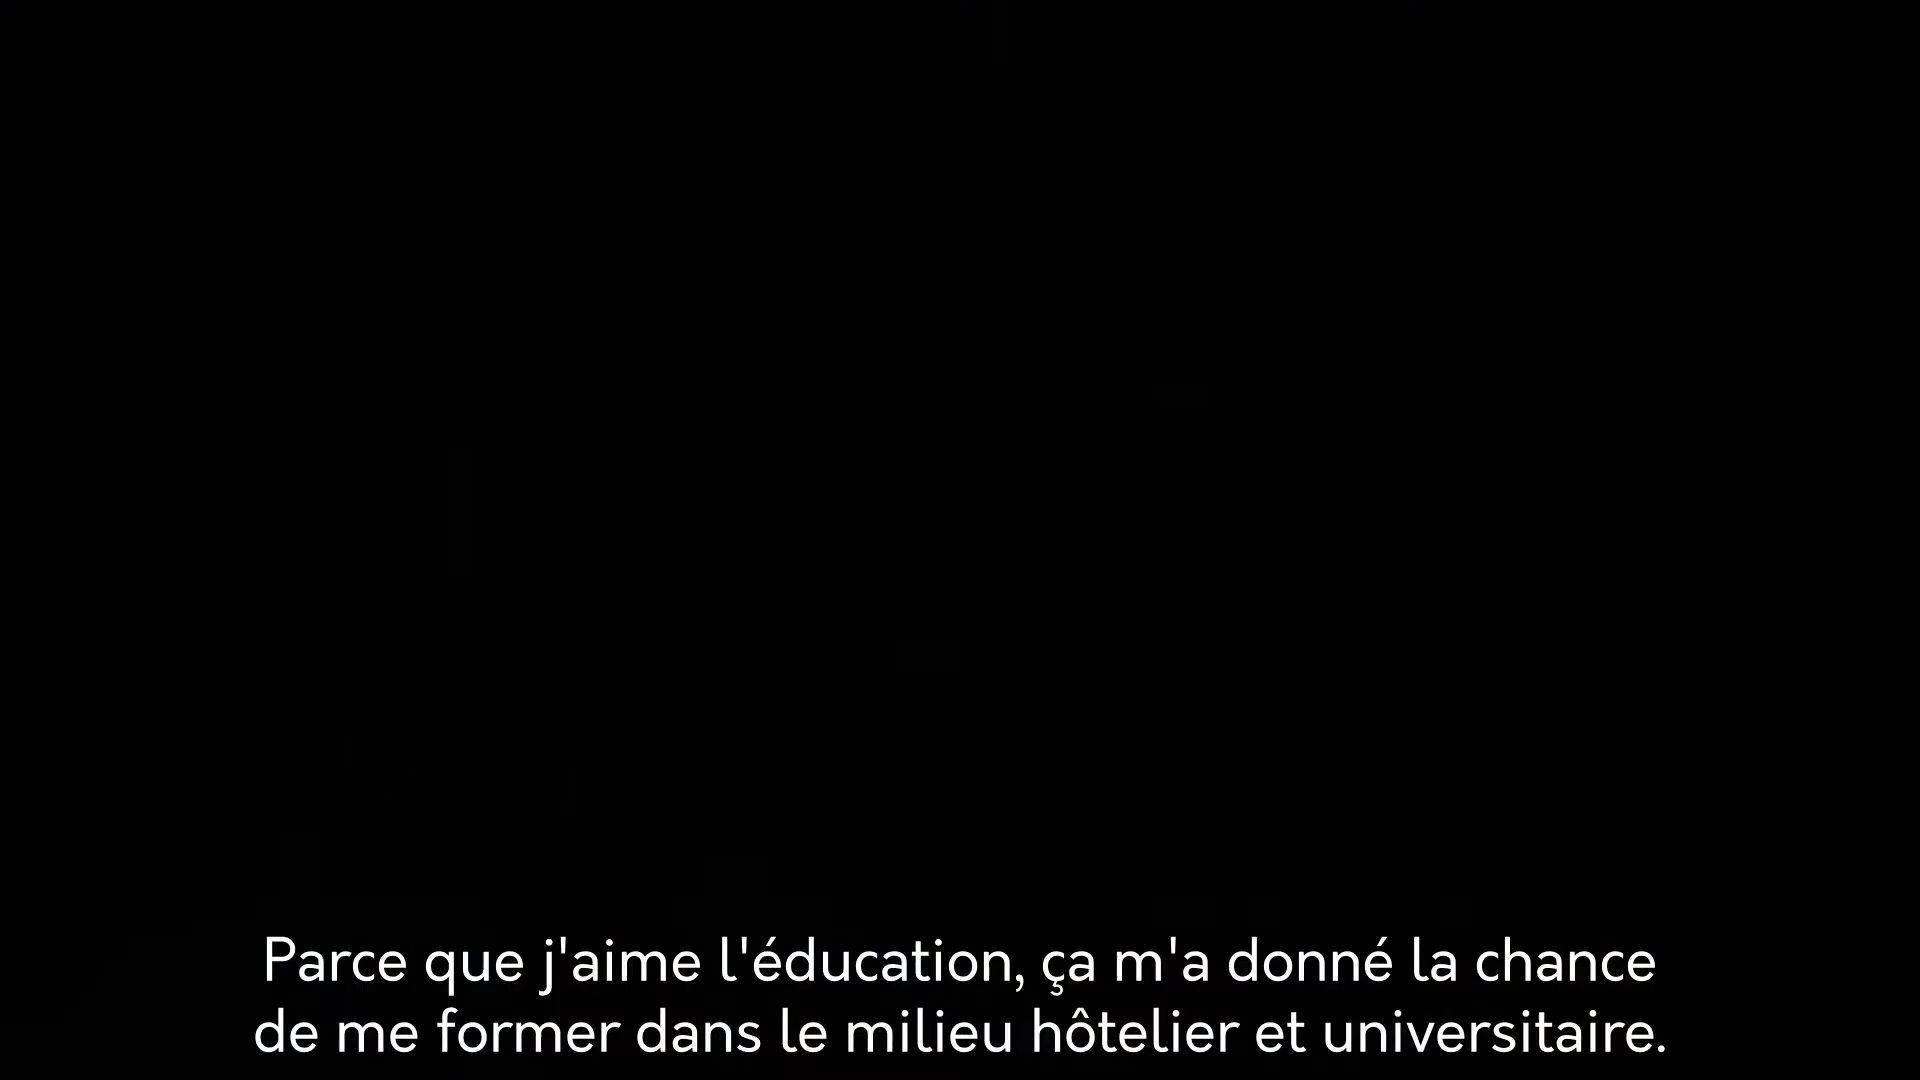 Parce que j'aime l'éducation, ça m'a donné la chance
de me former dans le milieu hôtelier et universitaire.